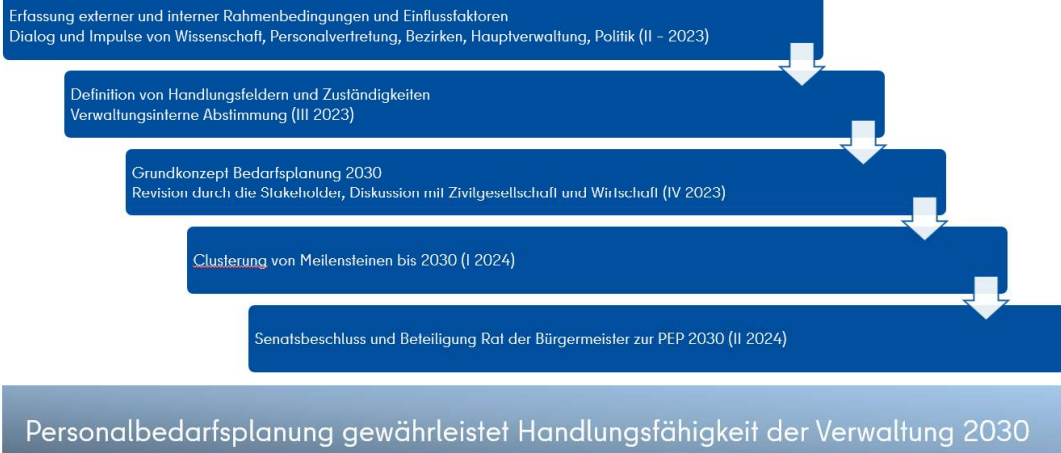 Erfassung externer und interner Rahmenbedingungen und Einflussfaktoren
Dialog und Impulse von Wissenschaft, Personalvertretung, Bezirken, Hauptverwaltung, Politik (II – 2023)
Definition von Handlungsfeldern und Zuständigkeiten
Verwaltungsinterne Abstimmung (III 2023)
Grundkonzept Bedarfsplanung 2030
Revision durch die Stakeholder, Diskussion mit Zivilgesellschaft und Wirtschaft (IV 2023)
Clusterung von Meilensteinen bis 2030 (I 2024)
Senatsbeschluss und Beteiligung Rat der Bürgermeister zur PEP 2030 (II 2024)
Personalbedarfsplanung gewährleistet Handlungsfähigkeit der Verwaltung 2030